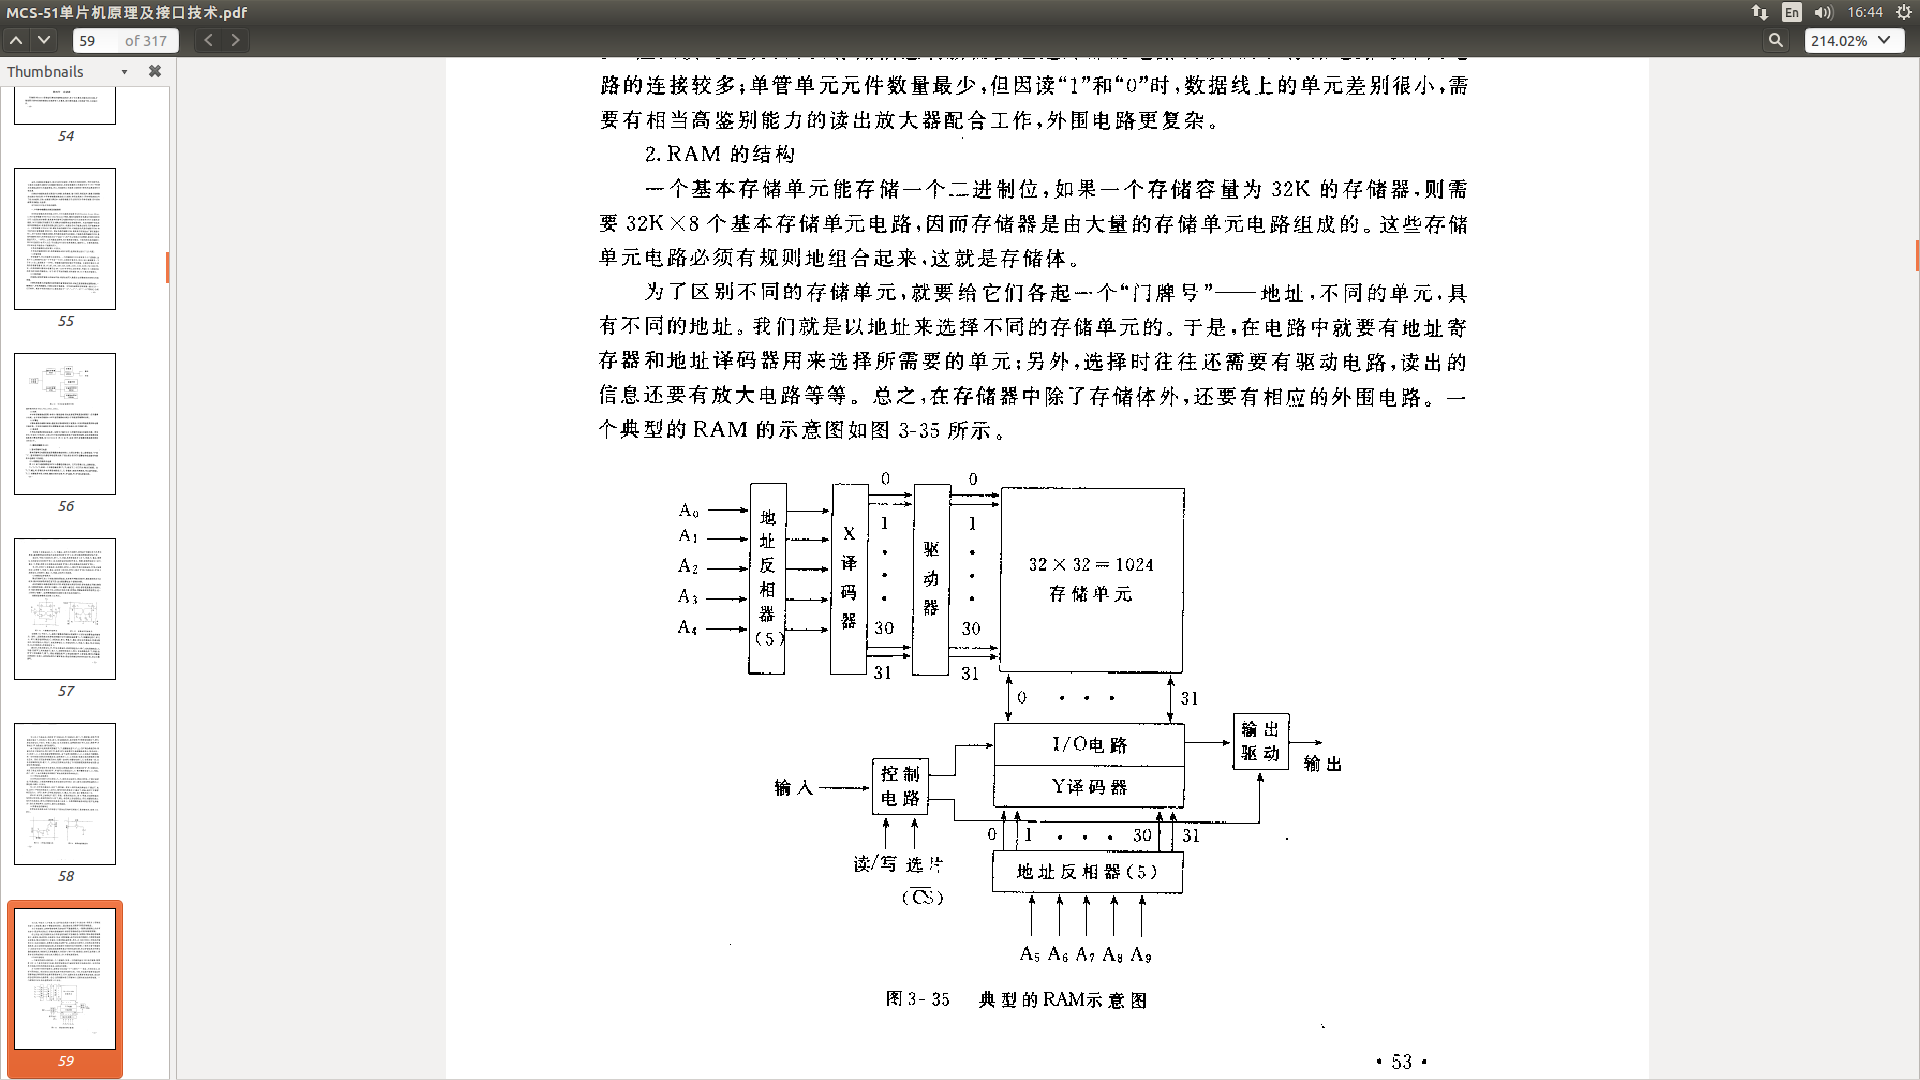 MCS-51单片机原理及接口技术.pdf
En
16:44
59 of 317
214.02%
Thumbnails
54
55
56
57
58
59
路的连接较多;单管单元元件数量最少,但因读“1”和“0”时,数据线上的单元差别很小,需
要有相当高鉴别能力的读出放大器配合工作,外围电路更复杂。
2. RAM 的结构
一个基本存储单元能存储一个二进制位,如果一个存储容量为 32K 的存储器,则需
要 32K×8 个基本存储单元电路,因而存储器是由大量的存储单元电路组成的。这些存储
单元电路必须有规则地组合起来,这就是存储体。
为了区别不同的存储单元,就要给它们各起一个“门牌号”——地址,不同的单元,具
有不同的地址。我们就是以地址来选择不同的存储单元的。于是,在电路中就要有地址寄
存器和地址译码器用来选择所需要的单元;另外,选择时往往还需要有驱动电路,读出的
信息还要有放大电路等等。总之,在存储器中除了存储体外,还要有相应的外围电路。一
个典型的 RAM 的示意图如图 3-35 所示。
A0
A1
A2
A3
A4
地址反相器(5)
X译码器
0
1
30
31
驱动器
0
1
30
31
32×32=1024
存储单元
0 · · · 31
I/O电路
Y译码器
输出
驱动
输出
输入
控制
电路
读/写 选片
(C̅S̅)
0 1 · · · 30 31
地址反相器(5)
A5 A6 A7 A8 A9
图 3-35 典型的RAM示意图
· 53 ·